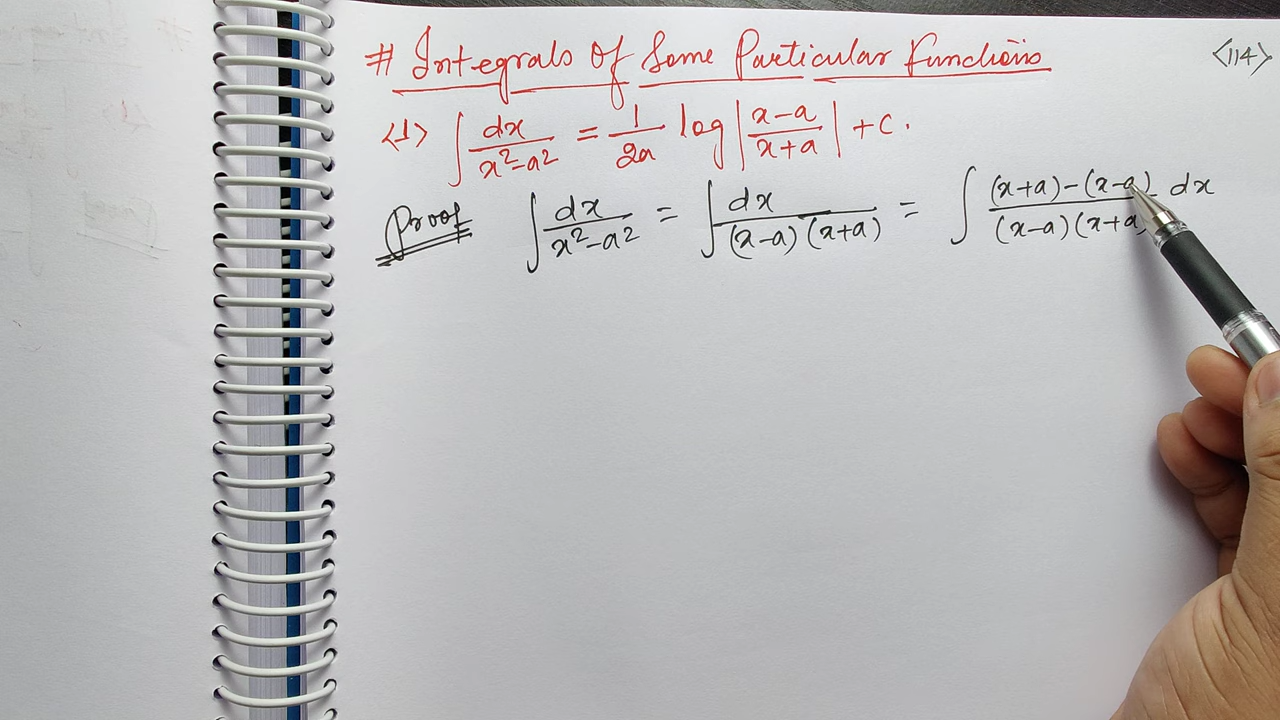 # Integrals Of Some Particular Functions <114>
<1> ∫ dx/(x²-a²) = 1/2a log |(x-a)/(x+a)| + C.
Proof ∫ dx/(x²-a²) = ∫ dx/((x-a)(x+a)) = ∫ ((x+a)-(x-a))/((x-a)(x+a)) dx